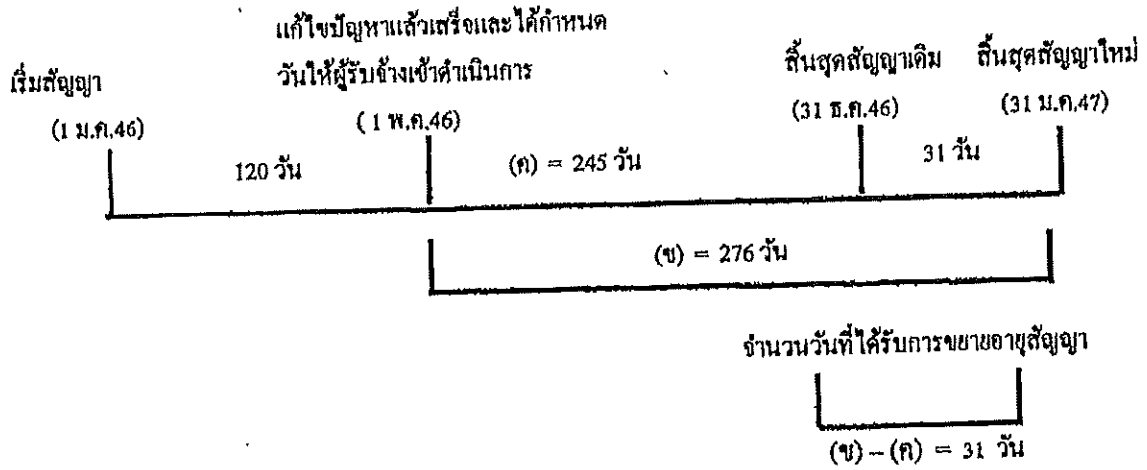 แก้ไขปัญหาแล้วเสร็จและได้กำหนด
วันให้ผู้รับจ้างเข้าดำเนินการ
เริ่มสัญญา
สิ้นสุดสัญญาเดิม
สิ้นสุดสัญญาใหม่
(1 ม.ค.46)
(1 พ.ค.46)
(31 ธ.ค.46)
(31 ม.ค.47)
120 วัน
(ค) = 245 วัน
31 วัน
(ข) = 276 วัน
จำนวนวันที่ได้รับการขยายอายุสัญญา
(ข) – (ค) = 31 วัน